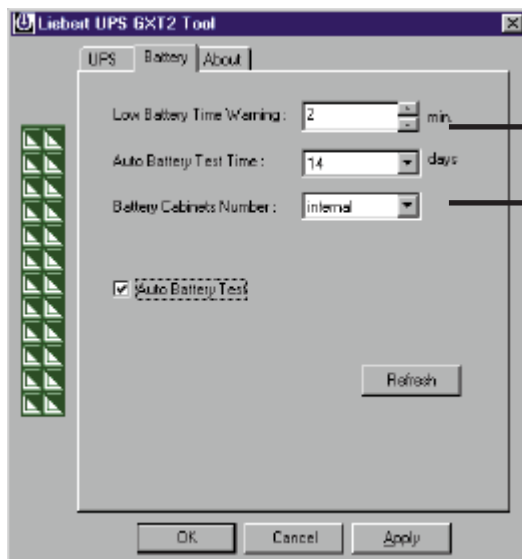 Liebert UPS GXT2 Tool
UPS Battery About
Low Battery Time Warning : 2 min.
Auto Battery Test Time : 14 days
Battery Cabinets Number : internal
Auto Battery Test
Refresh
OK Cancel Apply